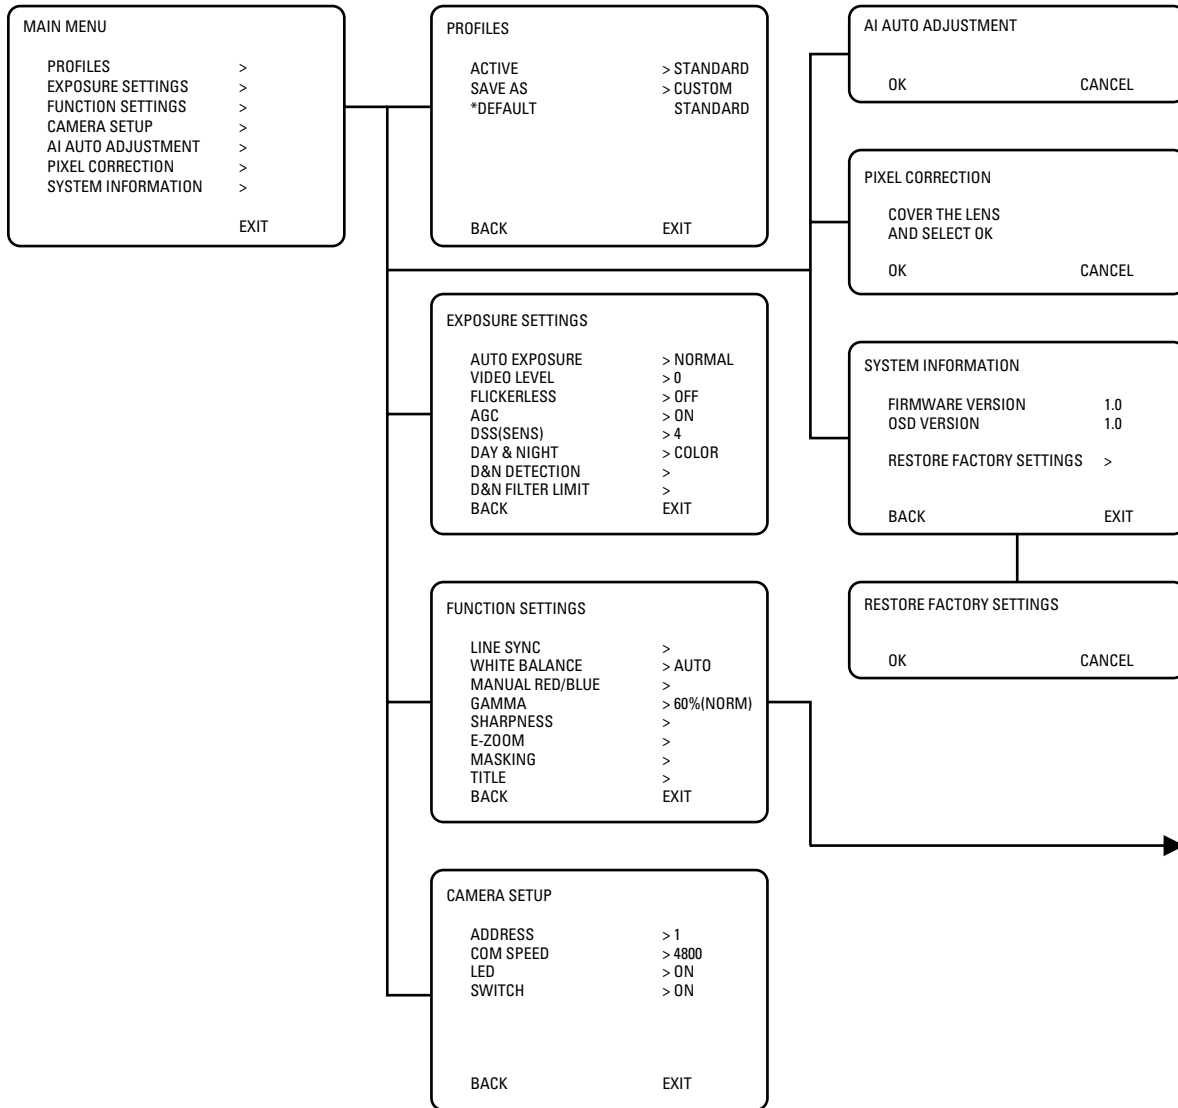 MAIN MENU
PROFILES >
EXPOSURE SETTINGS >
FUNCTION SETTINGS >
CAMERA SETUP >
AI AUTO ADJUSTMENT >
PIXEL CORRECTION >
SYSTEM INFORMATION >
EXIT
PROFILES
ACTIVE > STANDARD
SAVE AS > CUSTOM
*DEFAULT STANDARD
BACK EXIT
EXPOSURE SETTINGS
AUTO EXPOSURE > NORMAL
VIDEO LEVEL > 0
FLICKERLESS > OFF
AGC > ON
DSS(SENS) > 4
DAY & NIGHT > COLOR
D&N DETECTION >
D&N FILTER LIMIT >
BACK EXIT
FUNCTION SETTINGS
LINE SYNC >
WHITE BALANCE > AUTO
MANUAL RED/BLUE >
GAMMA > 60%(NORM)
SHARPNESS >
E-ZOOM >
MASKING >
TITLE >
BACK EXIT
CAMERA SETUP
ADDRESS > 1
COM SPEED > 4800
LED > ON
SWITCH > ON
BACK EXIT
AI AUTO ADJUSTMENT
OK CANCEL
PIXEL CORRECTION
COVER THE LENS
AND SELECT OK
OK CANCEL
SYSTEM INFORMATION
FIRMWARE VERSION 1.0
OSD VERSION 1.0
RESTORE FACTORY SETTINGS >
BACK EXIT
RESTORE FACTORY SETTINGS
OK CANCEL